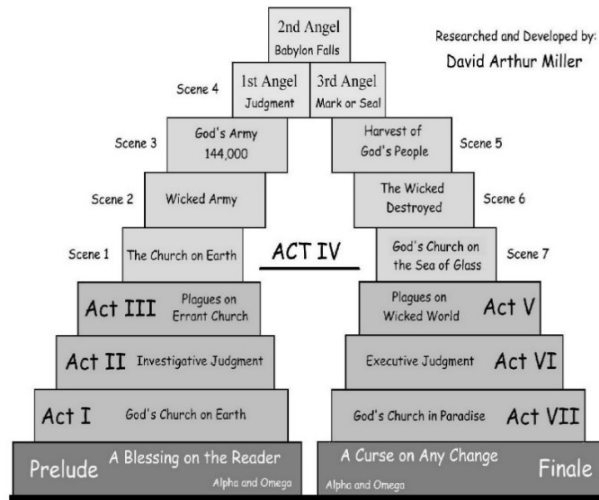 2nd Angel
Babylon Falls
Researched and Developed by:
David Arthur Miller
Scene 4
1st Angel
Judgment
3rd Angel
Mark or Seal
Scene 3
God's Army
144,000
Harvest of
God's People
Scene 5
Scene 2
Wicked Army
The Wicked
Destroyed
Scene 6
Scene 1
The Church on Earth
ACT IV
God's Church on
the Sea of Glass
Scene 7
Act III
Plagues on
Errant Church
Plagues on
Wicked World
Act V
Act II
Investigative Judgment
Executive Judgment
Act VI
Act I
God's Church on Earth
God's Church in Paradise
Act VII
Prelude
A Blessing on the Reader
Alpha and Omega
A Curse on Any Change
Alpha and Omega
Finale